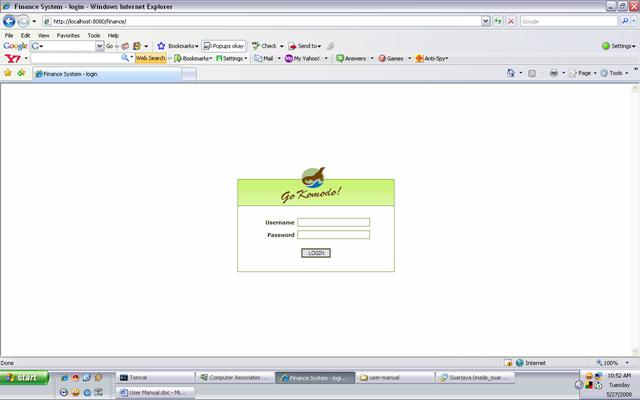 Finance System - login - Windows Internet Explorer
http://localhost:8080/finance/
Google
File Edit View Favorites Tools Help
Google G Go Bookmarks Popups okay Check Send to Settings
Y! Web Search Bookmarks Settings Mail My Yahoo! Answers Games Anti-Spy
Finance System - login
Page Tools
Go Komodo!
Username
Password
LOGIN
Done
Internet
100%
start
Tomcat
Computer Associates ...
Finance System - logi...
user-manual
Suarjaya (made_suar...
User Manual.doc - Mi...
10:52 AM
Tuesday
5/27/2008